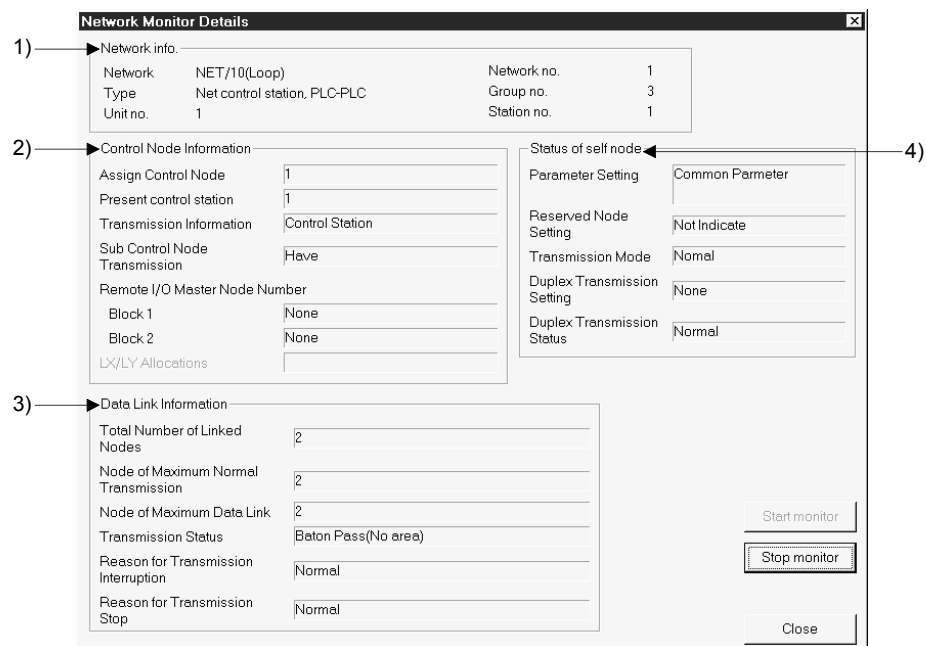 Network Monitor Details
1)
Network info.
Network NET/10(Loop) Network no. 1
Type Net control station, PLC-PLC Group no. 3
Unit no. 1 Station no. 1
2)
Control Node Information
Assign Control Node 1
Present control station 1
Transmission Information Control Station
Sub Control Node
Transmission Have
Remote I/O Master Node Number
Block 1 None
Block 2 None
LX/LY Allocations
4)
Status of self node
Parameter Setting Common Parmeter
Reserved Node
Setting Not Indicate
Transmission Mode Nomal
Duplex Transmission
Setting None
Duplex Transmission
Status Normal
3)
Data Link Information
Total Number of Linked
Nodes 2
Node of Maximum Normal
Transmission 2
Node of Maximum Data Link 2
Transmission Status Baton Pass(No area)
Reason for Transmission
Interruption Normal
Reason for Transmission
Stop Normal
Start monitor
Stop monitor
Close